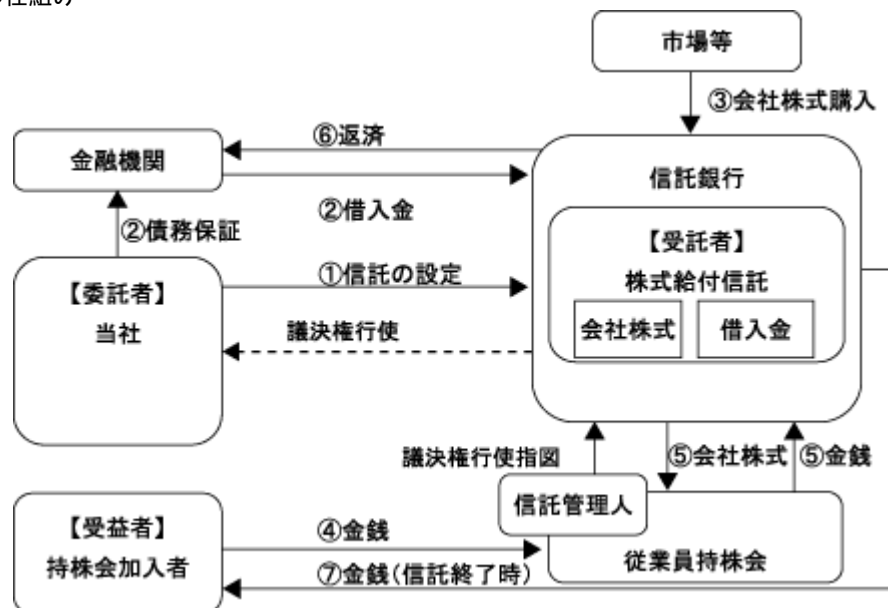 市場等
③会社株式購入
⑥返済
金融機関
信託銀行
②借入金
②債務保証
【受託者】
①信託の設定
株式給付信託
【委託者】
当社
会社株式
借入金
議決権行使
議決権行使指図
⑤会社株式
⑤金銭
信託管理人
【受益者】
④金銭
持株会加入者
従業員持株会
⑦金銭(信託終了時)